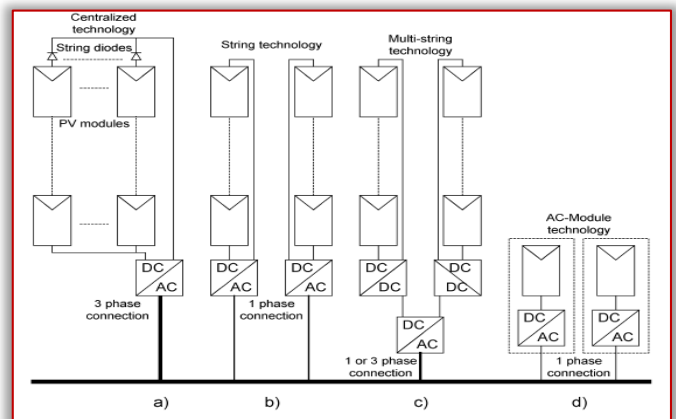 Centralized
technology
String diodes
PV modules
DC
AC
3 phase
connection
a)
String technology
DC
AC
DC
AC
1 phase
connection
b)
Multi-string
technology
DC
DC
DC
DC
DC
AC
1 or 3 phase
connection
c)
AC-Module
technology
DC
AC
DC
AC
1 phase
connection
d)